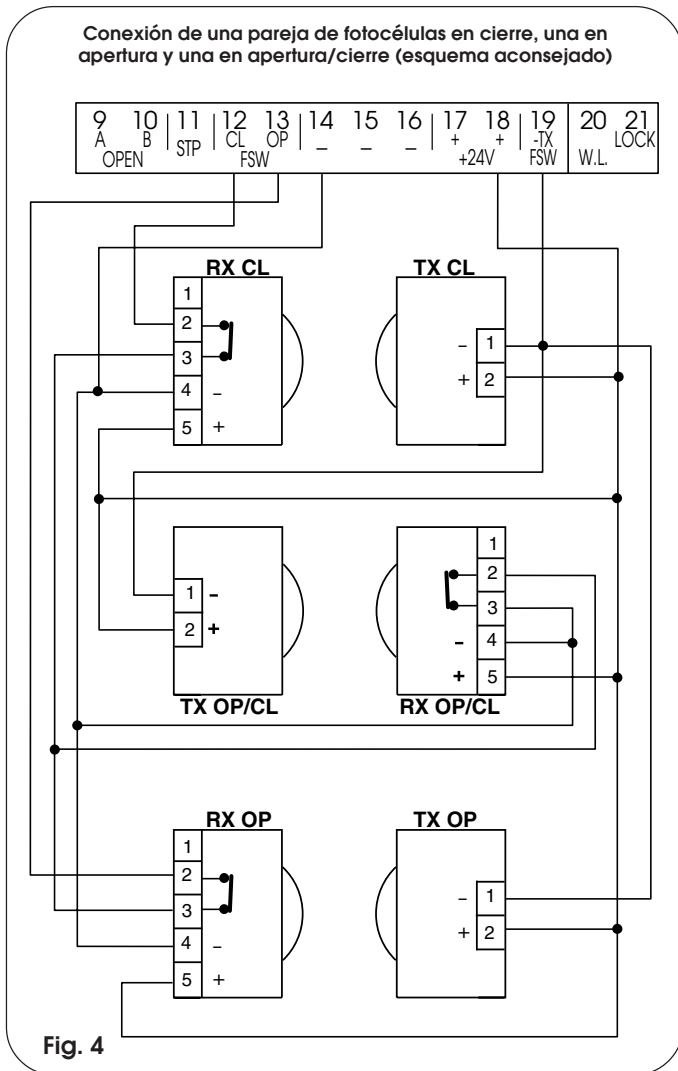 Conexión de una pareja de fotocélulas en cierre, una en
apertura y una en apertura/cierre (esquema aconsejado)
9 10 11 12 13 14 15 16 17 18 19 20 21
A B STP CL OP _ _ _ + + -TX LOCK
OPEN FSW +24V FSW W.L.
RX CL TX CL
1
2
3
4 –
5 +
– 1
+ 2
1 –
2 +
1
2
3
– 4
+ 5
TX OP/CL RX OP/CL
RX OP TX OP
1
2
3
4 –
5 +
– 1
+ 2
Fig. 4